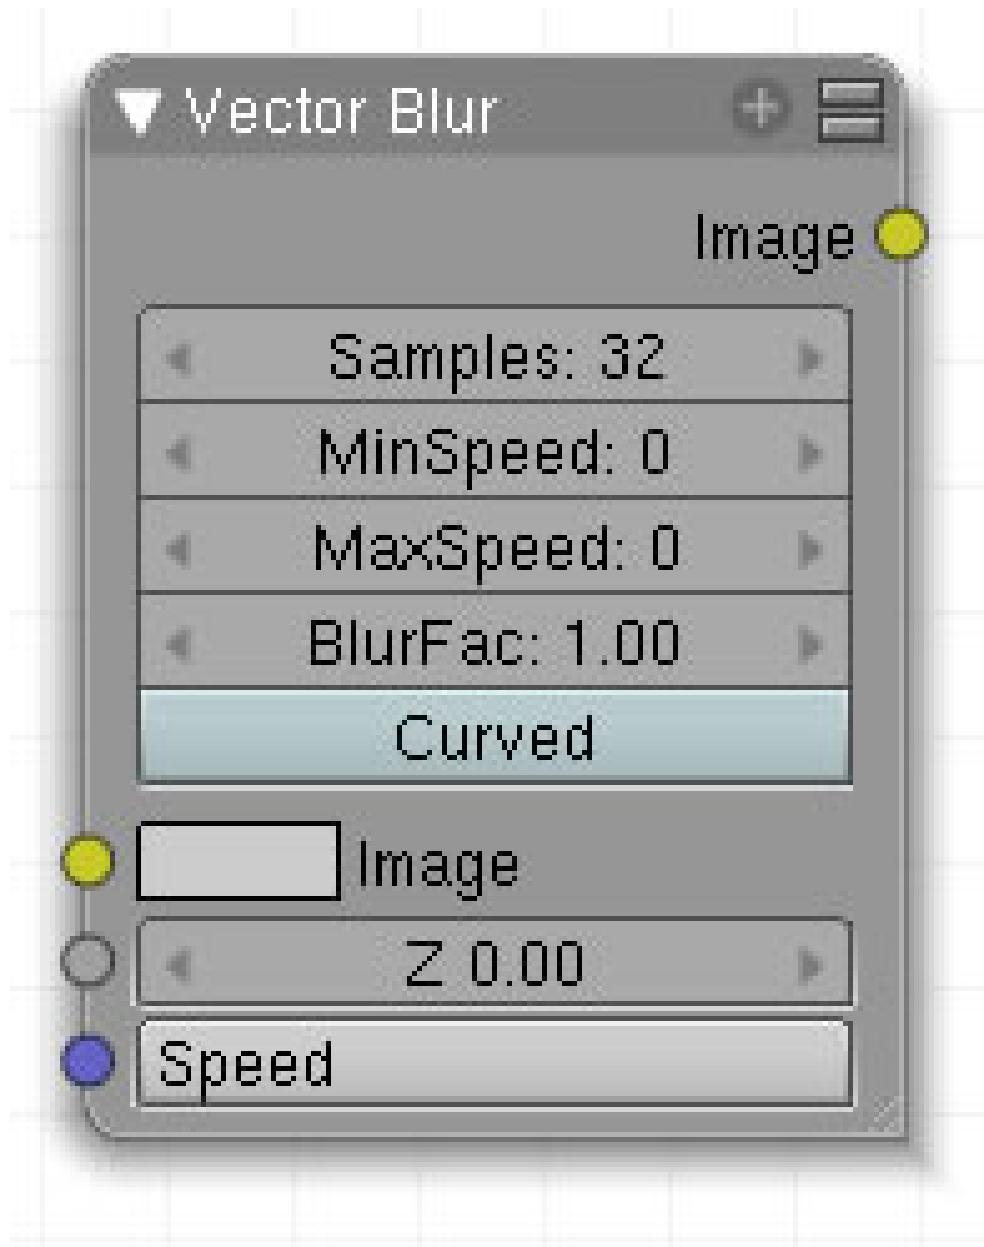 Vector Blur
Image
Samples: 32
MinSpeed: 0
MaxSpeed: 0
BlurFac: 1.00
Curved
Image
Z 0.00
Speed